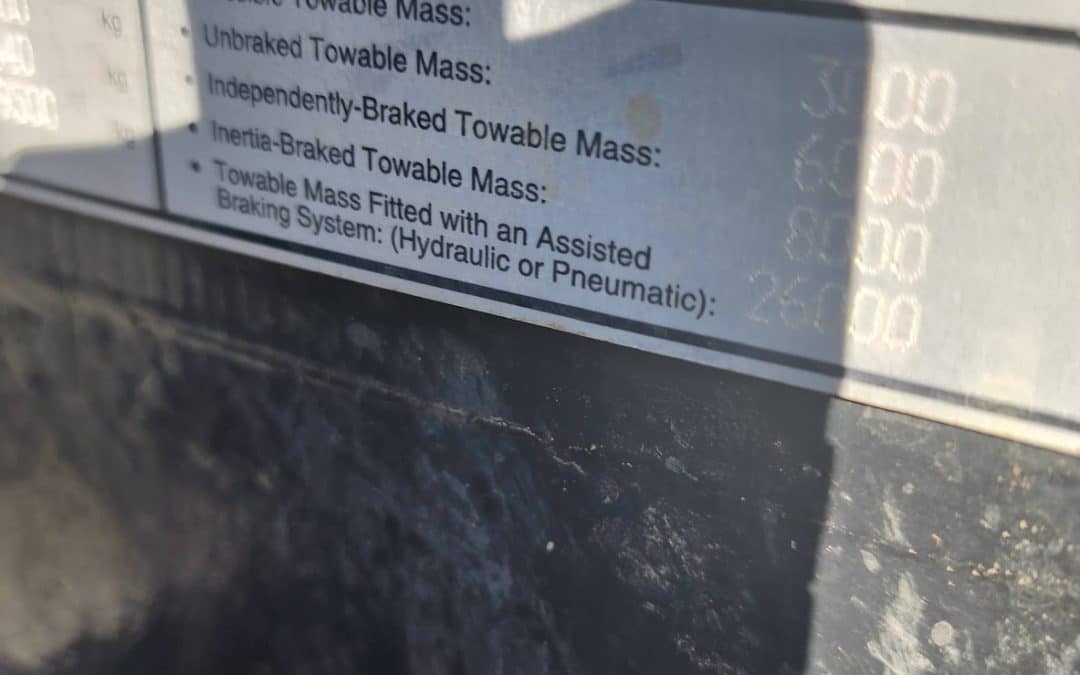 kg
kg
kg
Towable Mass:
• Unbraked Towable Mass:
• Independently-Braked Towable Mass: 6000
• Inertia-Braked Towable Mass: 8000
• Towable Mass Fitted with an Assisted
Braking System: (Hydraulic or Pneumatic): 26000